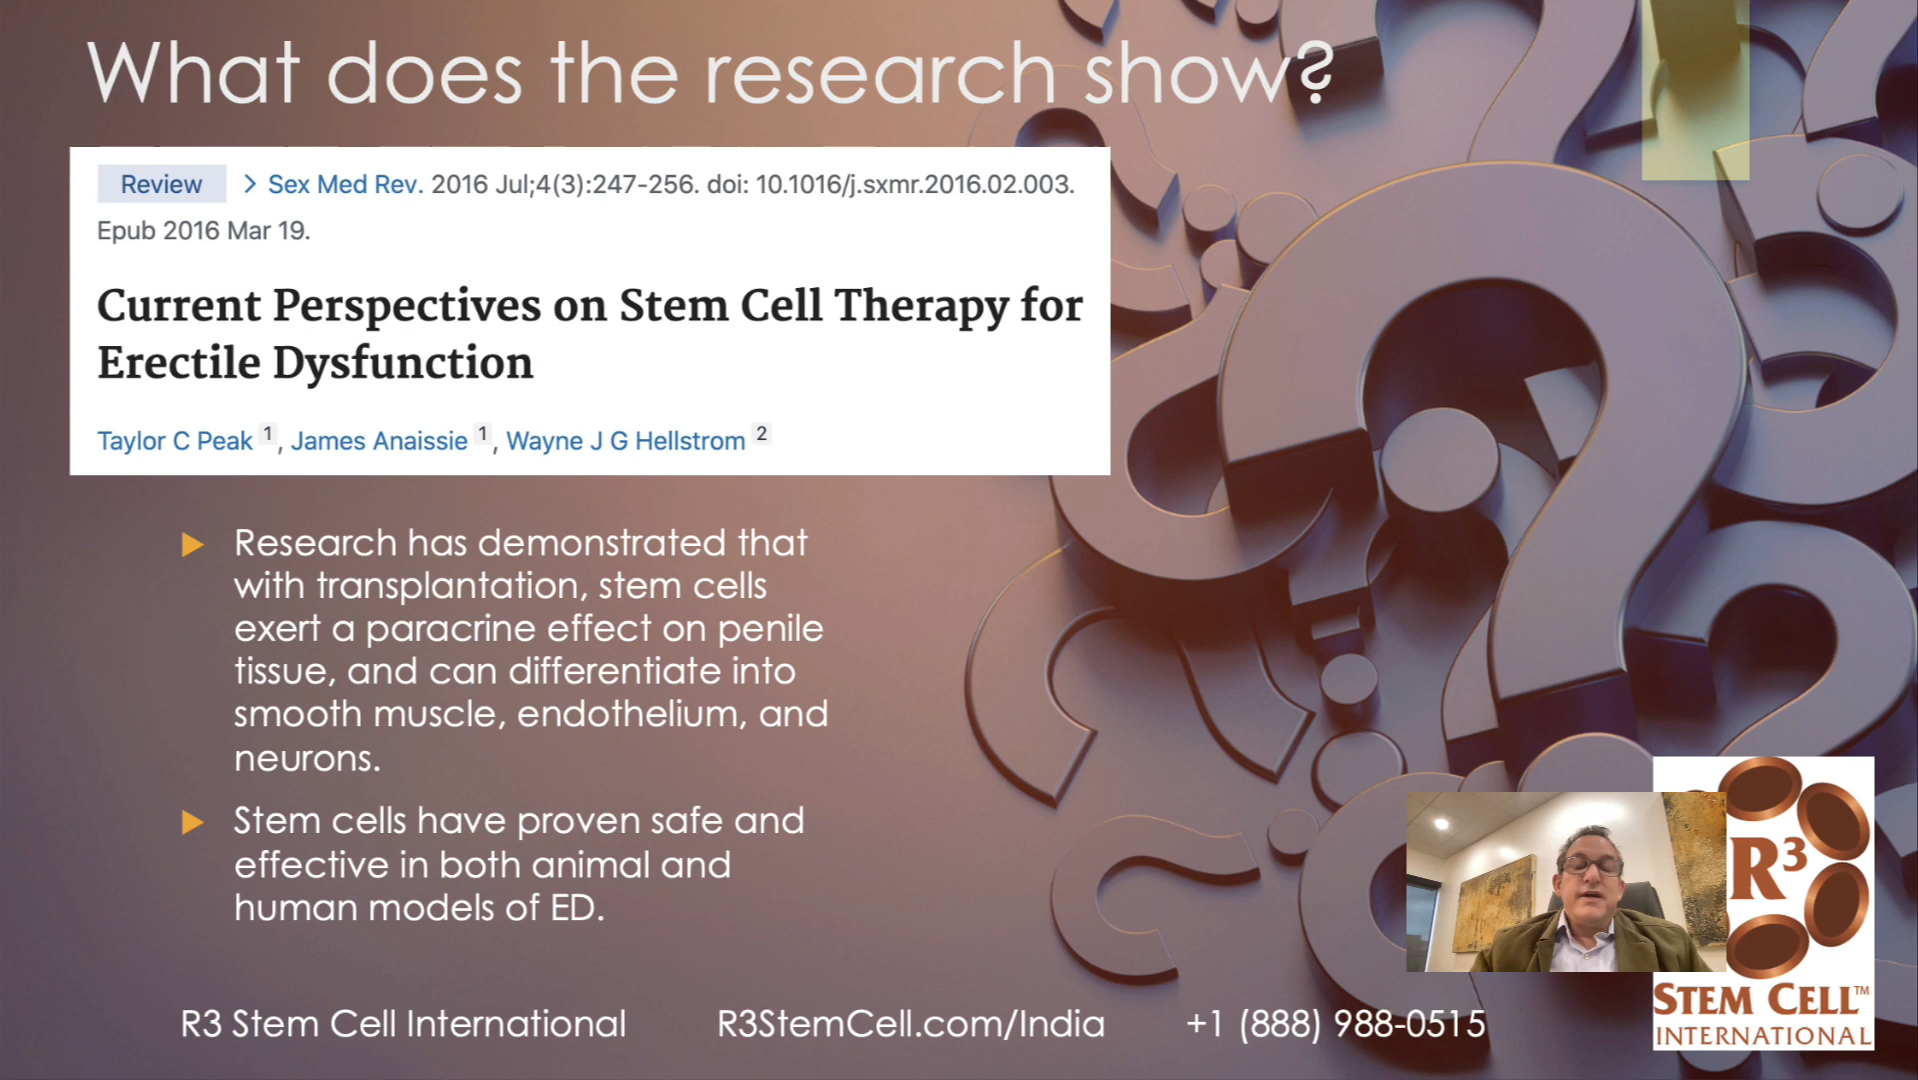 What does the research show?
Review > Sex Med Rev. 2016 Jul;4(3):247-256. doi: 10.1016/j.sxmr.2016.02.003.
Epub 2016 Mar 19.
Current Perspectives on Stem Cell Therapy for
Erectile Dysfunction
Taylor C Peak 1, James Anaissie 1, Wayne J G Hellstrom 2
Research has demonstrated that
with transplantation, stem cells
exert a paracrine effect on penile
tissue, and can differentiate into
smooth muscle, endothelium, and
neurons.
Stem cells have proven safe and
effective in both animal and
human models of ED.
R3
STEM CELL™
INTERNATIONAL
R3 Stem Cell International R3StemCell.com/India +1 (888) 988-0515